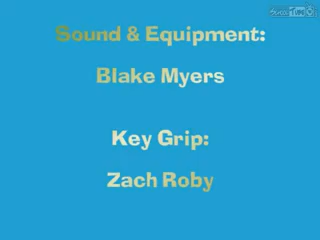 Sound & Equipment:
Blake Myers
Key Grip:
Zach Roby